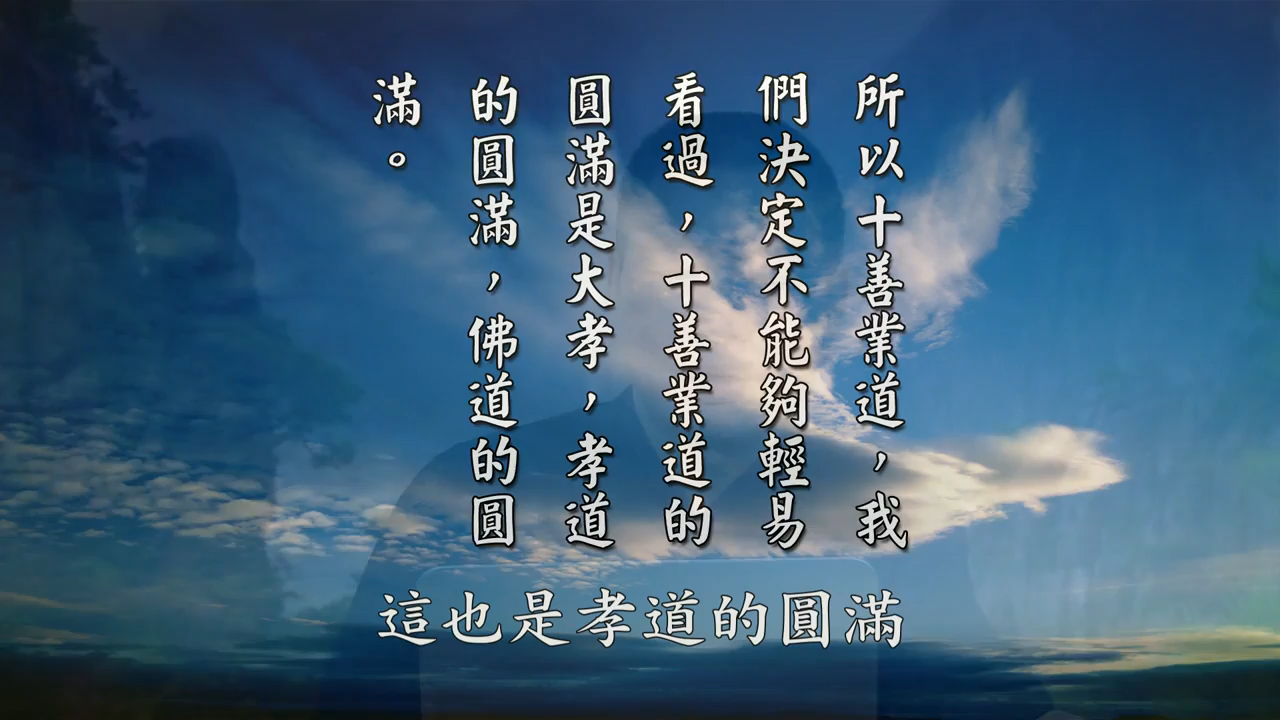 所以十善業道，我
們決定不能夠輕易
看過，十善業道的
圓滿是大孝，孝道
的圓滿，佛道的圓
滿。
這也是孝道的圓滿